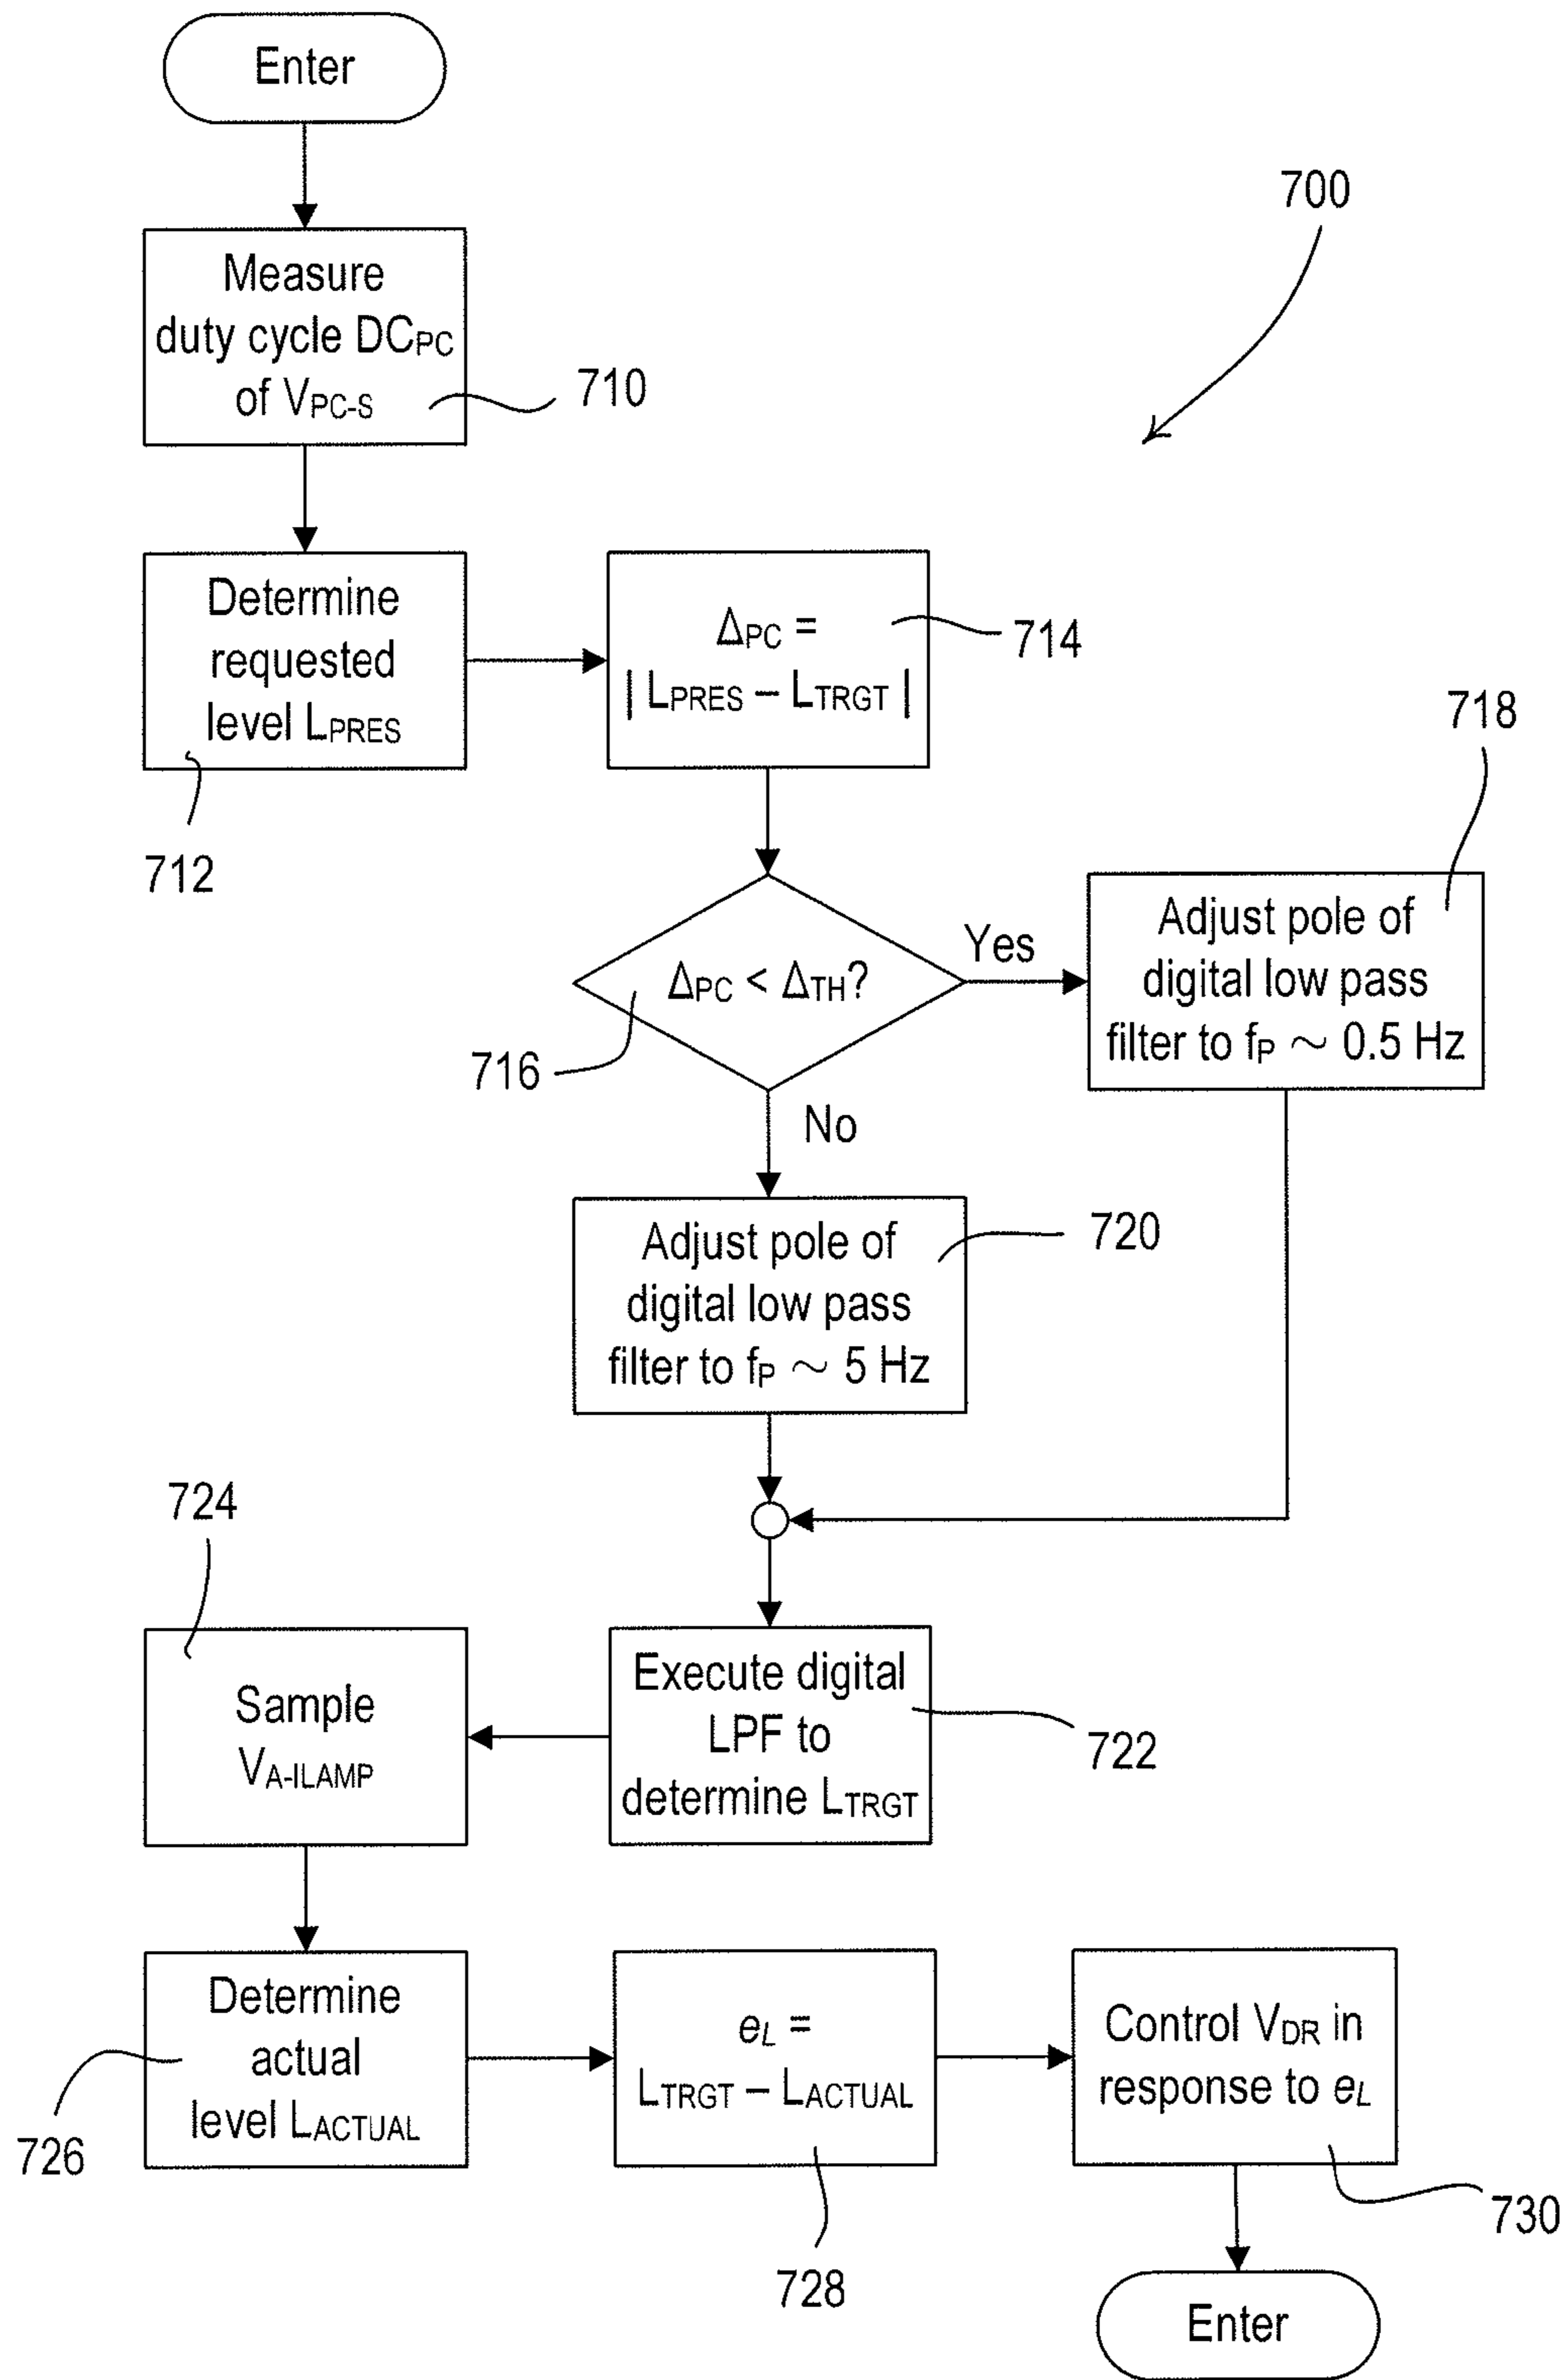 Enter
700
Measure
duty cycle DCPC
of VPC-S
710
Determine
requested
level LPRES
712
ΔPC =
| LPRES – LTRGT |
714
718
ΔPC < ΔTH?
716
Yes
No
Adjust pole of
digital low pass
filter to fP ~ 0.5 Hz
Adjust pole of
digital low pass
filter to fP ~ 5 Hz
720
724
Sample
VA-ILAMP
Execute digital
LPF to
determine LTRGT
722
Determine
actual
level LACTUAL
726
eL =
LTRGT – LACTUAL
728
Control VDR in
response to eL
730
Enter